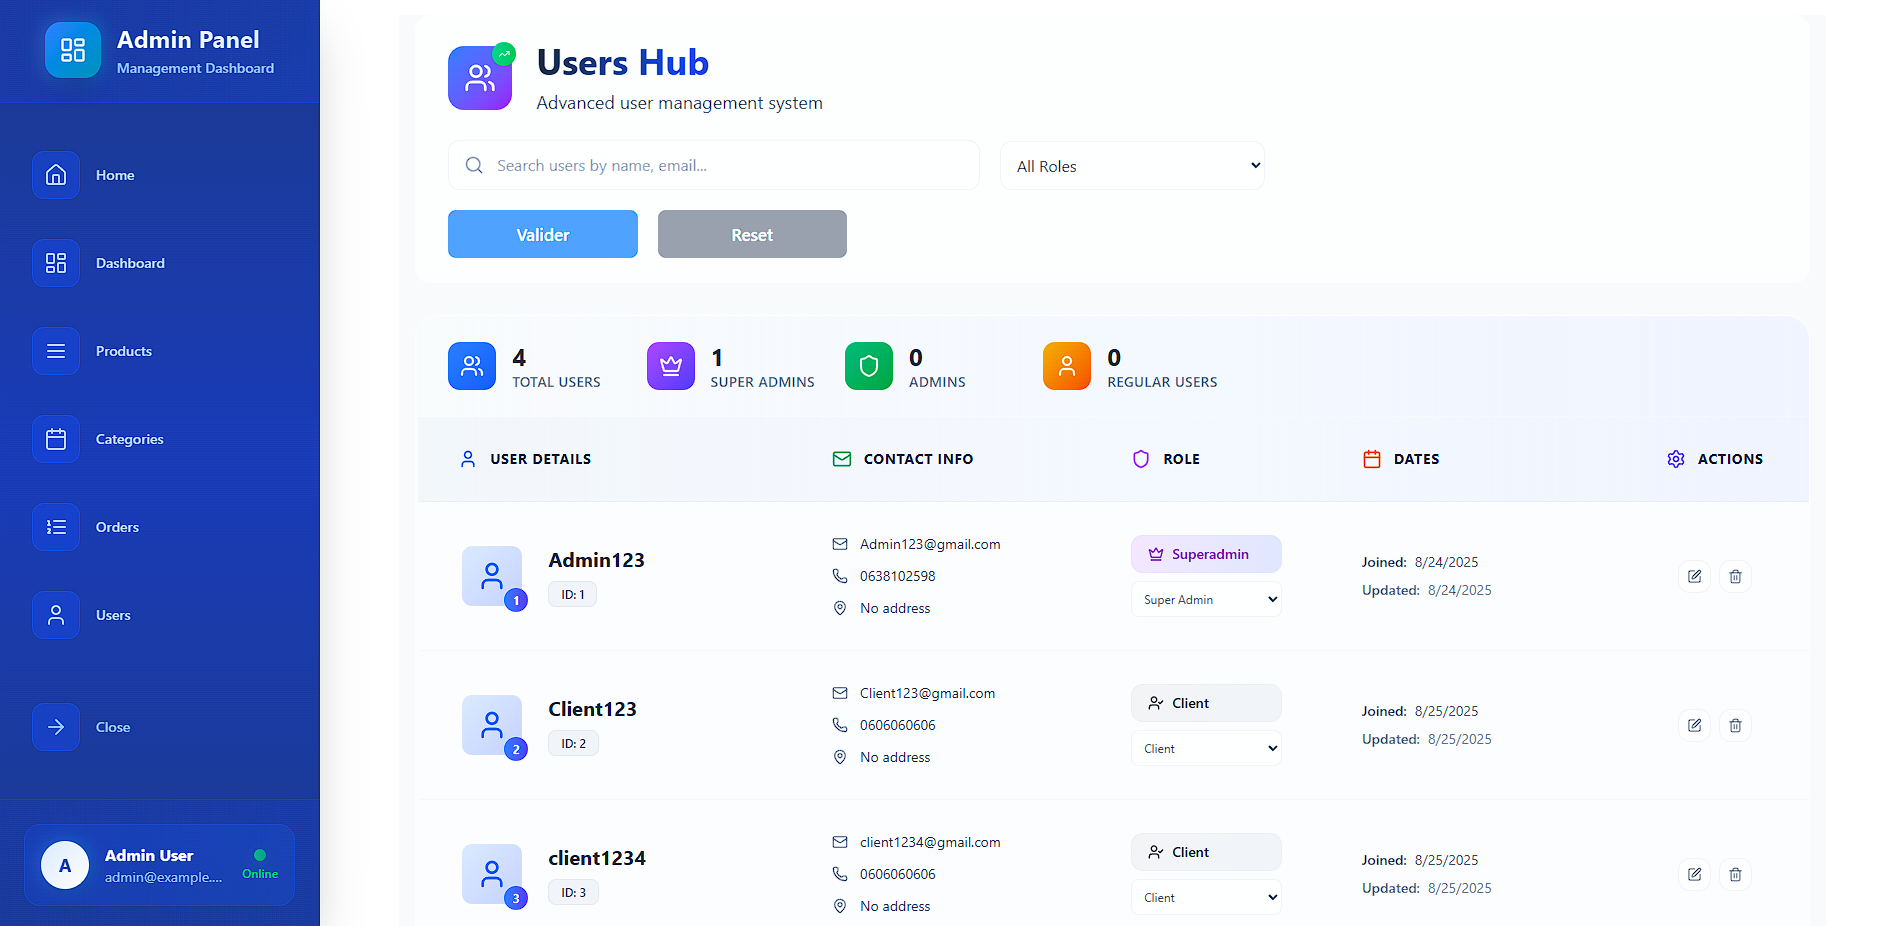 Admin Panel
Management Dashboard
Home
Dashboard
Products
Categories
Orders
Users
Close
A
Admin User
admin@example....
Online
Users Hub
Advanced user management system
Search users by name, email...
All Roles
Valider
Reset
4
TOTAL USERS
1
SUPER ADMINS
0
ADMINS
0
REGULAR USERS
USER DETAILS
CONTACT INFO
ROLE
DATES
ACTIONS
1
Admin123
ID: 1
Admin123@gmail.com
0638102598
No address
Superadmin
Super Admin
Joined: 8/24/2025
Updated: 8/24/2025
2
Client123
ID: 2
Client123@gmail.com
0606060606
No address
Client
Client
Joined: 8/25/2025
Updated: 8/25/2025
3
client1234
ID: 3
client1234@gmail.com
0606060606
No address
Client
Client
Joined: 8/25/2025
Updated: 8/25/2025